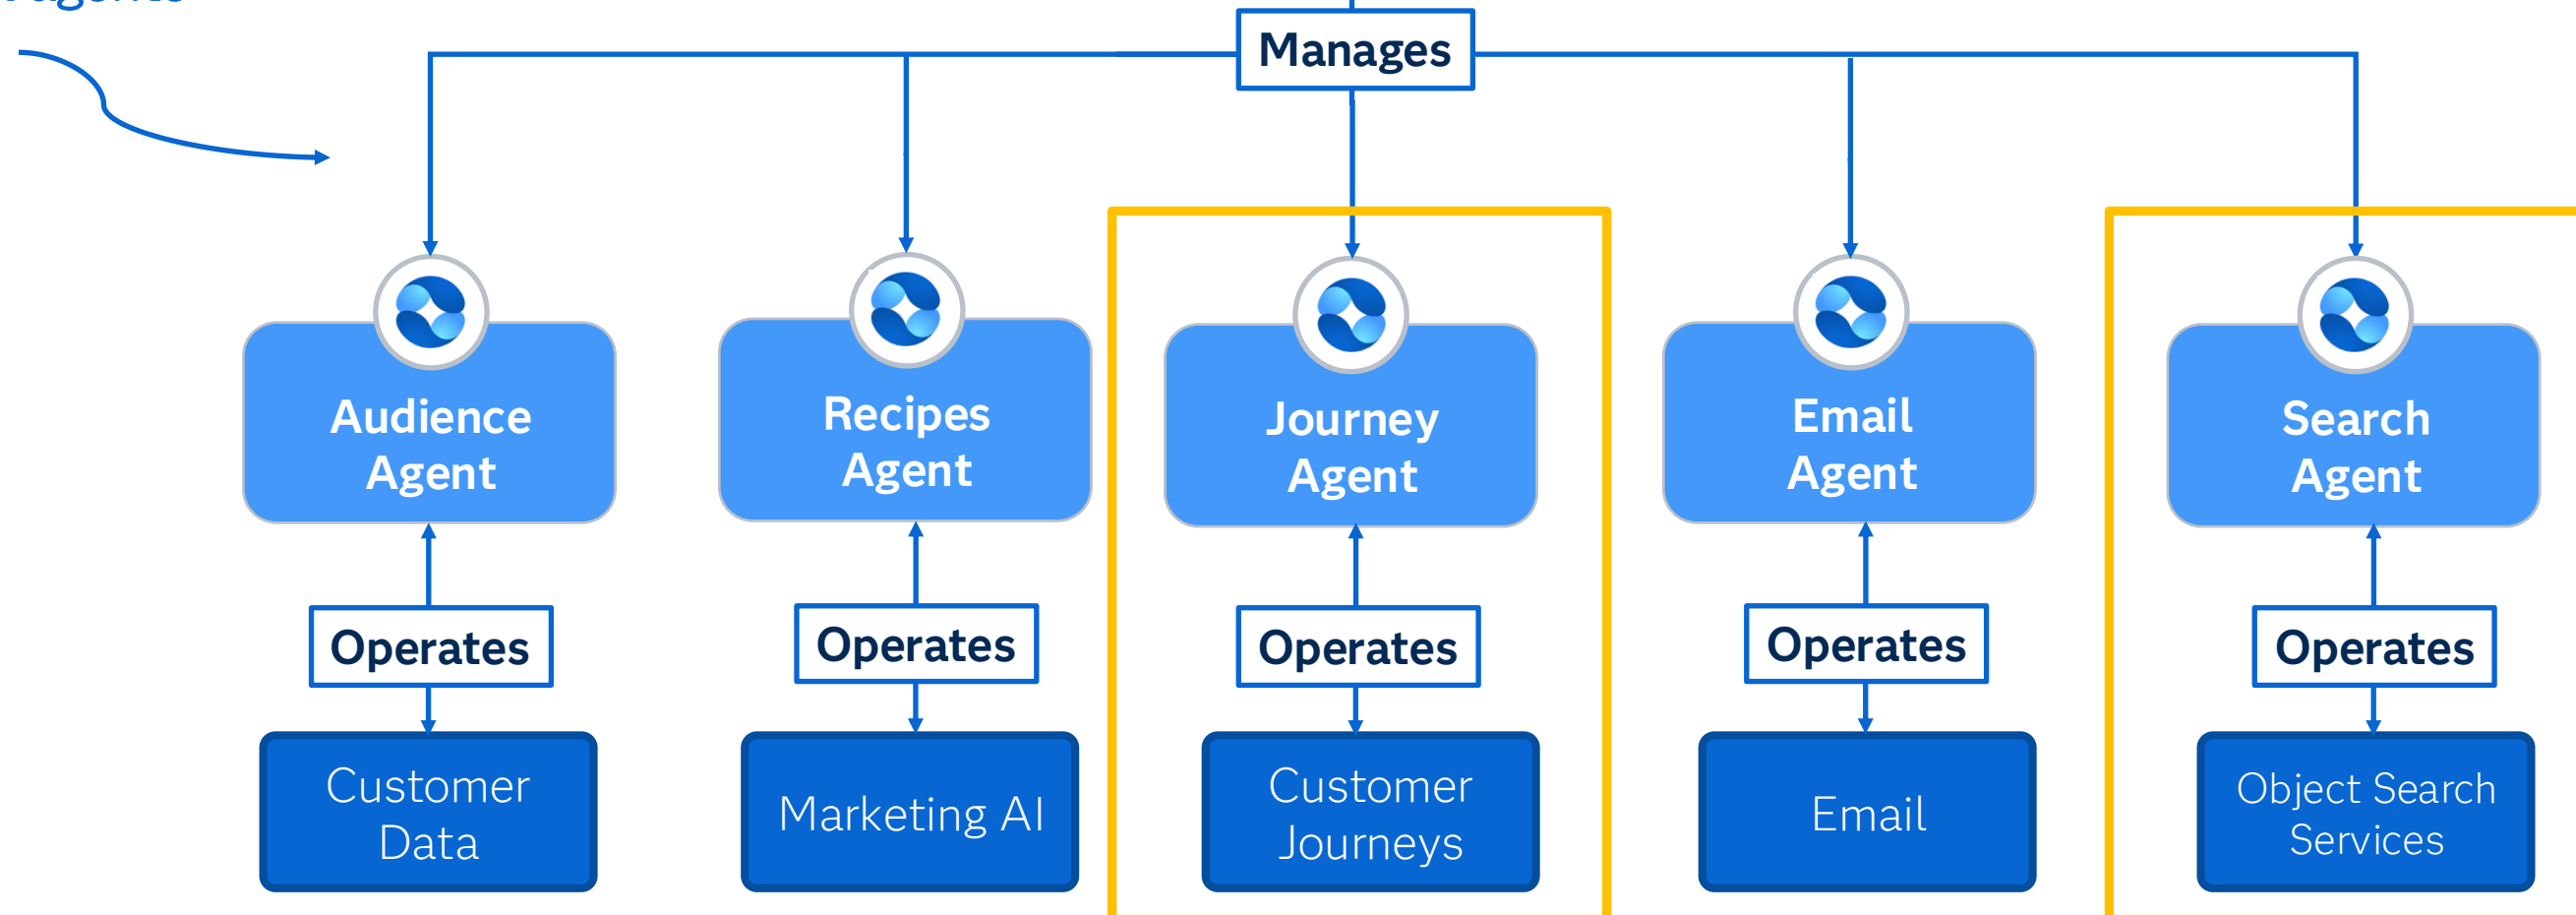 agents
Manages
Audience
Agent
Recipes
Agent
Journey
Agent
Email
Agent
Search
Agent
Operates
Operates
Operates
Operates
Operates
Customer
Data
Marketing AI
Customer
Journeys
Email
Object Search
Services